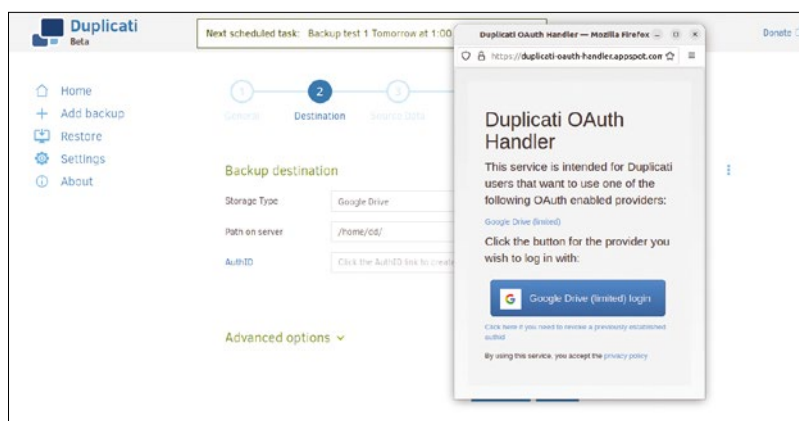 Duplicati
Beta
Next scheduled task: Backup test 1 Tomorrow at 1:00
Donate
Home
Add backup
Restore
Settings
About
1
2
3
General
Destination
Source Data
Backup destination
Storage Type
Google Drive
Path on server
/home/dd/
AuthID
Click the AuthID link to create
Advanced options
Duplicati OAuth Handler — Mozilla Firefox
https://duplicati-oauth-handler.appspot.com
Duplicati OAuth
Handler
This service is intended for Duplicati
users that want to use one of the
following OAuth enabled providers:
Google Drive (limited)
Click the button for the provider you
wish to log in with:
G
Google Drive (limited) login
Click here if you need to revoke a previously established
authid
By using this service, you accept the privacy policy